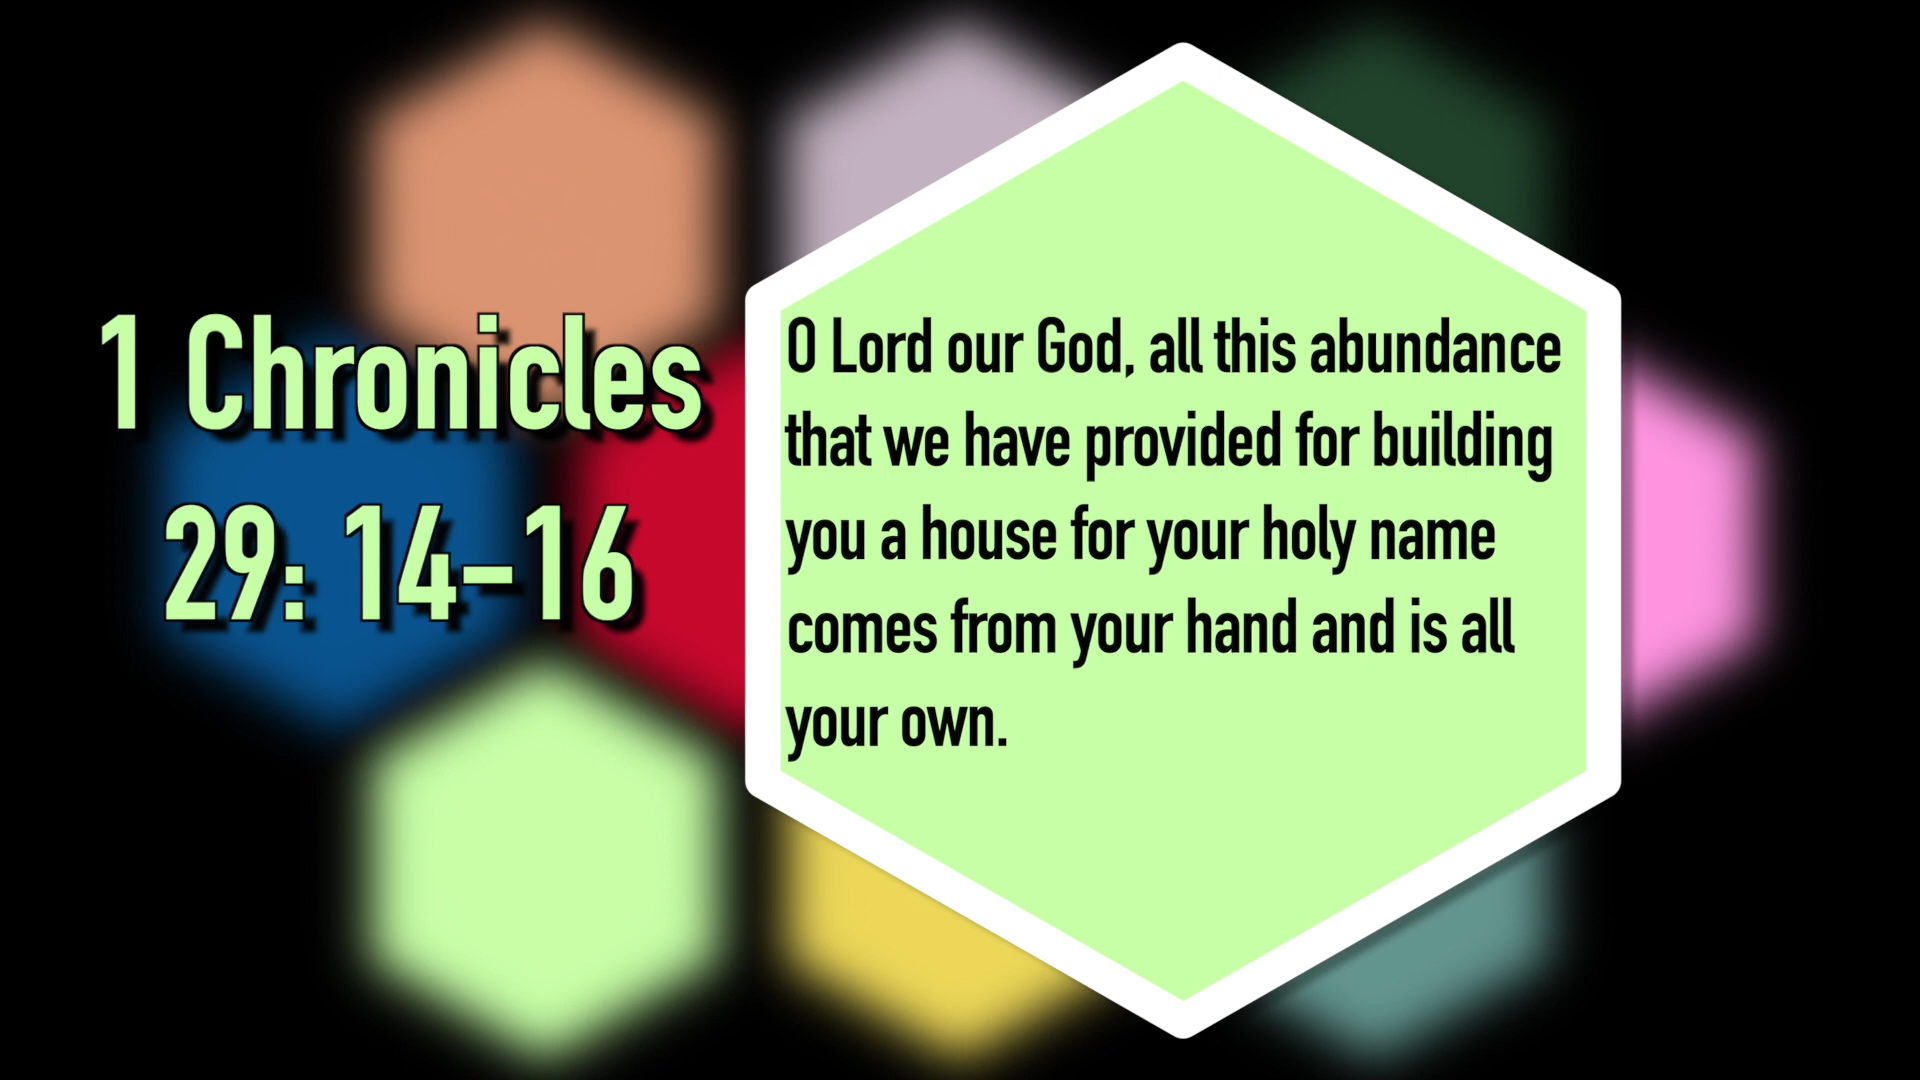 1 Chronicles
29: 14-16
O Lord our God, all this abundance
that we have provided for building
you a house for your holy name
comes from your hand and is all
your own.